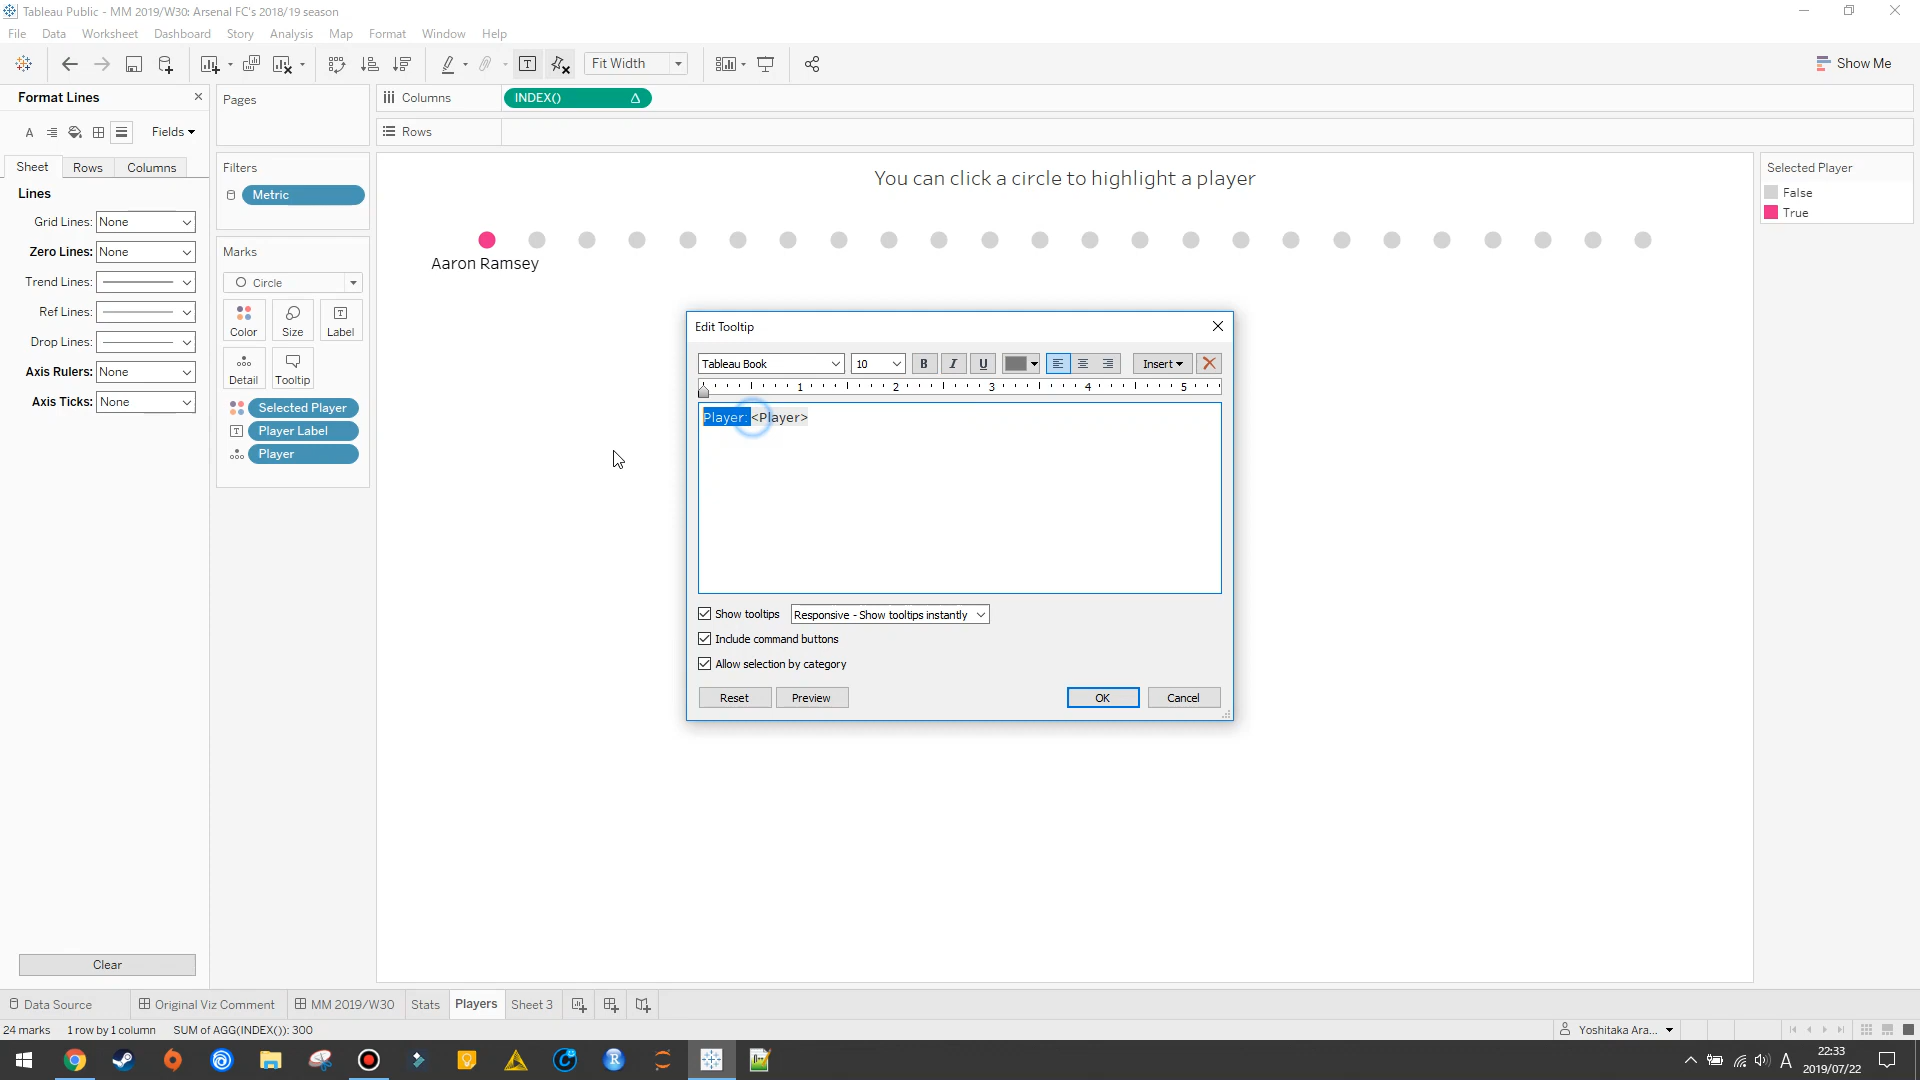 Tableau Public - MM 2019/W30: Arsenal FC's 2018/19 season
File Data Worksheet Dashboard Story Analysis Map Format Window Help
Fit Width
Show Me
Format Lines
Fields
Sheet Rows Columns
Lines
Grid Lines: None
Zero Lines: None
Trend Lines:
Ref Lines:
Drop Lines:
Axis Rulers: None
Axis Ticks: None
Clear
Pages
Filters
Metric
Marks
Circle
Color Size Label
Detail Tooltip
Selected Player
Player Label
Player
Columns INDEX()
Rows
You can click a circle to highlight a player
Aaron Ramsey
Selected Player
False
True
Edit Tooltip
Tableau Book 10 B I U Insert
1 2 3 4 5
Player: <Player>
Show tooltips Responsive - Show tooltips instantly
Include command buttons
Allow selection by category
Reset Preview OK Cancel
Data Source Original Viz Comment MM 2019/W30 Stats Players Sheet 3
24 marks 1 row by 1 column SUM of AGG(INDEX()): 300
Yoshitaka Ara...
A 22:33
2019/07/22